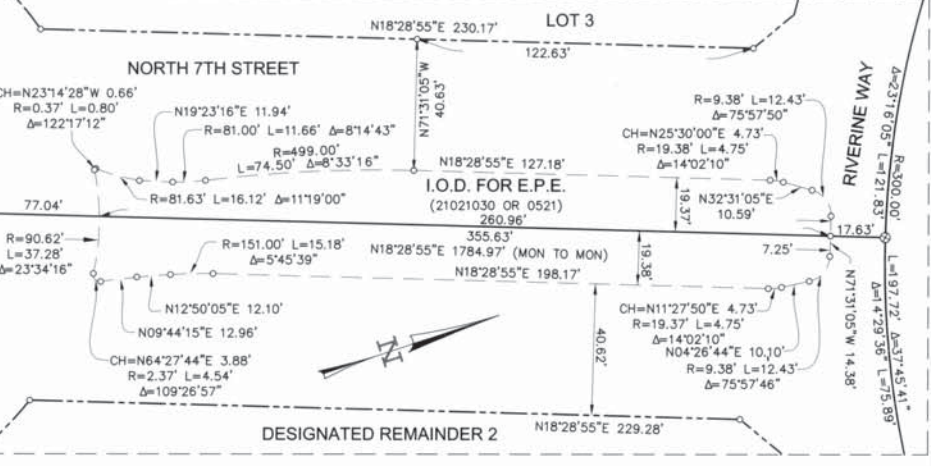 N18°28'55"E 230.17'
LOT 3
122.63'
NORTH 7TH STREET
CH=N23°14'28"W 0.66'
R=0.37' L=0.80'
Δ=122°17'12"
N19°23'16"E 11.94'
R=81.00' L=11.66' Δ=8°14'43"
R=499.00'
L=74.50' Δ=8°33'16"
N71°31'05"W
40.63'
N18°28'55"E 127.18'
R=9.38' L=12.43'
Δ=75°57'50"
CH=N25°30'00"E 4.73'
R=19.38' L=4.75'
Δ=14°02'10"
RIVERINE WAY
Δ=23°16'05" L=121.83'
R=300.00'
R=81.63' L=16.12' Δ=11°19'00"
I.O.D. FOR E.P.E.
(21021030 OR 0521)
260.96'
19.37'
N32°31'05"E
10.59'
77.04'
355.63'
17.63'
7.25'
R=90.62'
L=37.28'
Δ=23°34'16"
R=151.00' L=15.18'
Δ=5°45'39"
N18°28'55"E 1784.97' (MON TO MON)
19.38'
N18°28'55"E 198.17'
N12°50'05"E 12.10'
N09°44'15"E 12.96'
CH=N64°27'44"E 3.88'
R=2.37' L=4.54'
Δ=109°26'57"
N
40.62'
CH=N11°27'50"E 4.73'
R=19.37' L=4.75'
Δ=14°02'10"
N04°26'44"E 10.10'
R=9.38' L=12.43'
Δ=75°57'46"
N71°31'05"W 14.38'
L=197.72' Δ=37°45'41"
Δ=14°29'36" L=75.89'
N18°28'55"E 229.28'
DESIGNATED REMAINDER 2